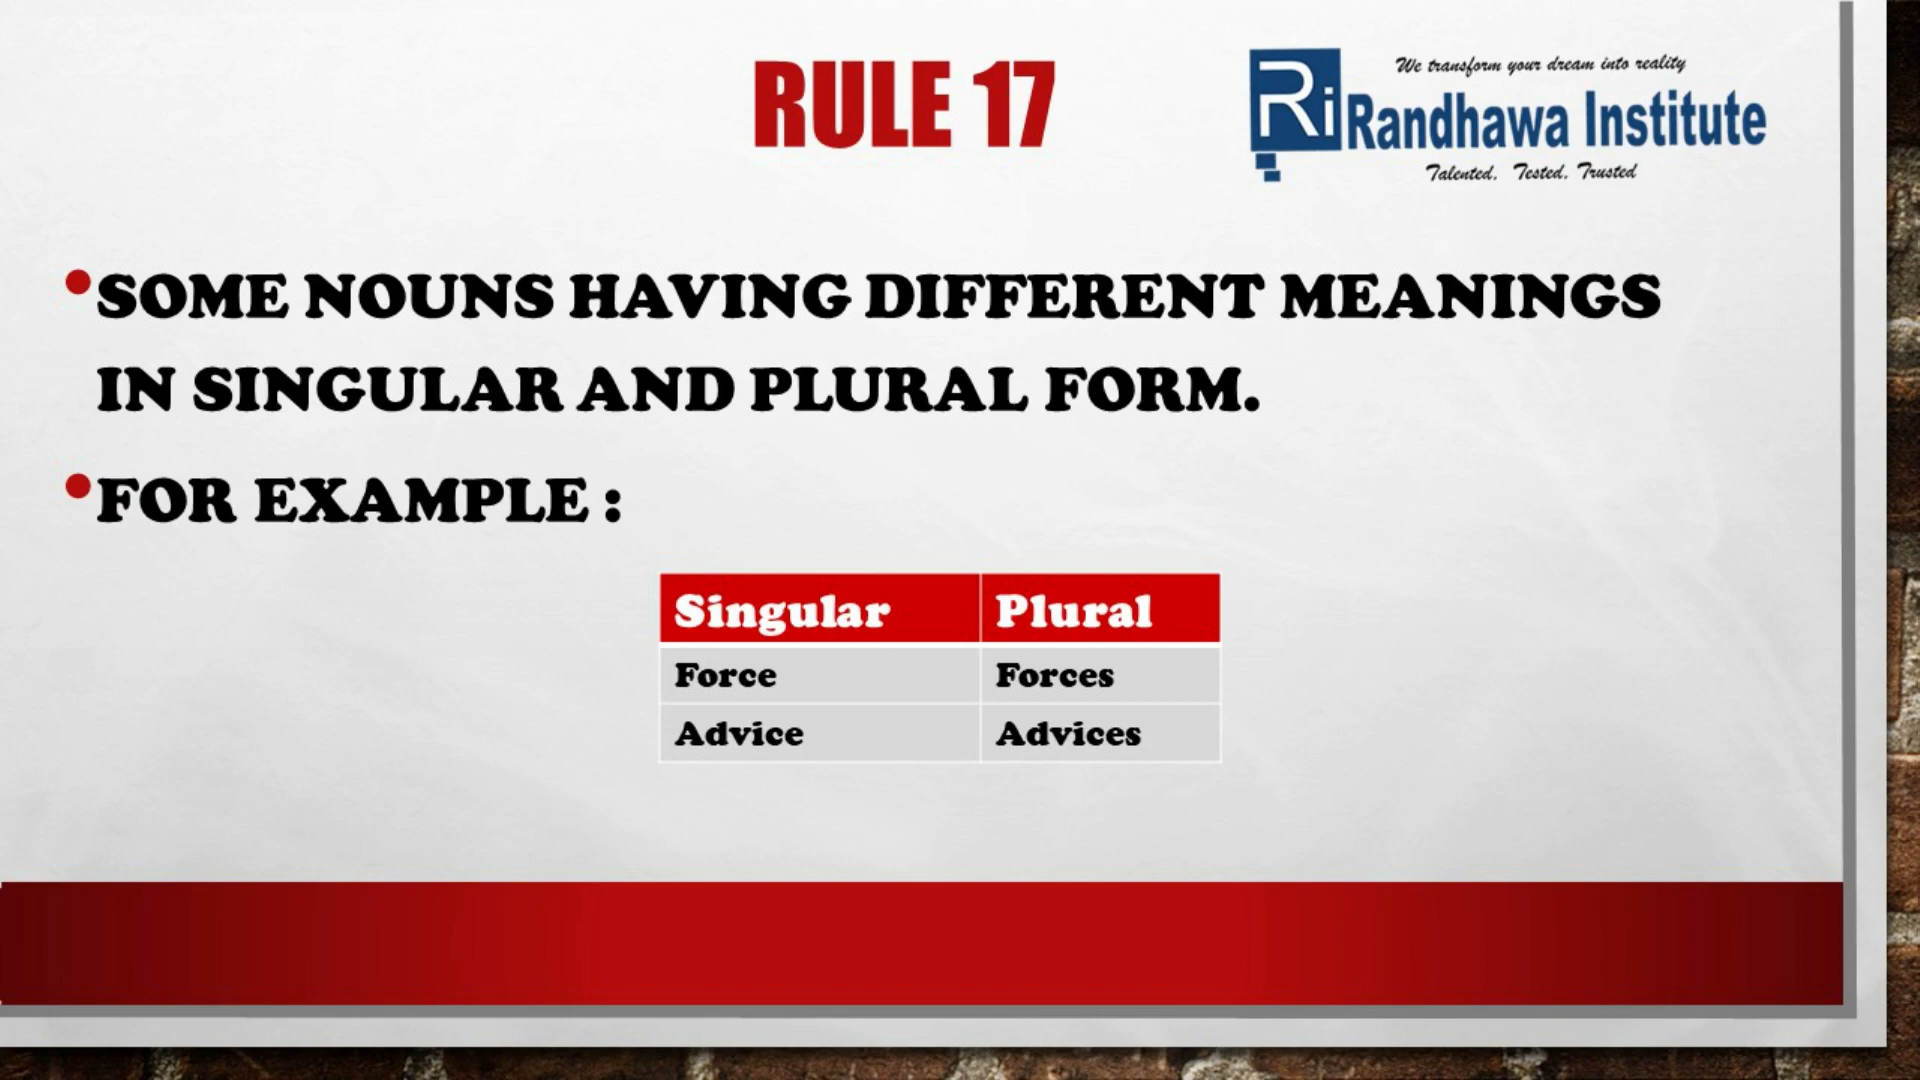 RULE 17
We transform your dream into reality
Ri Randhawa Institute
Talented. Tested. Trusted
•SOME NOUNS HAVING DIFFERENT MEANINGS
IN SINGULAR AND PLURAL FORM.
•FOR EXAMPLE :
Singular Plural
Force Forces
Advice Advices